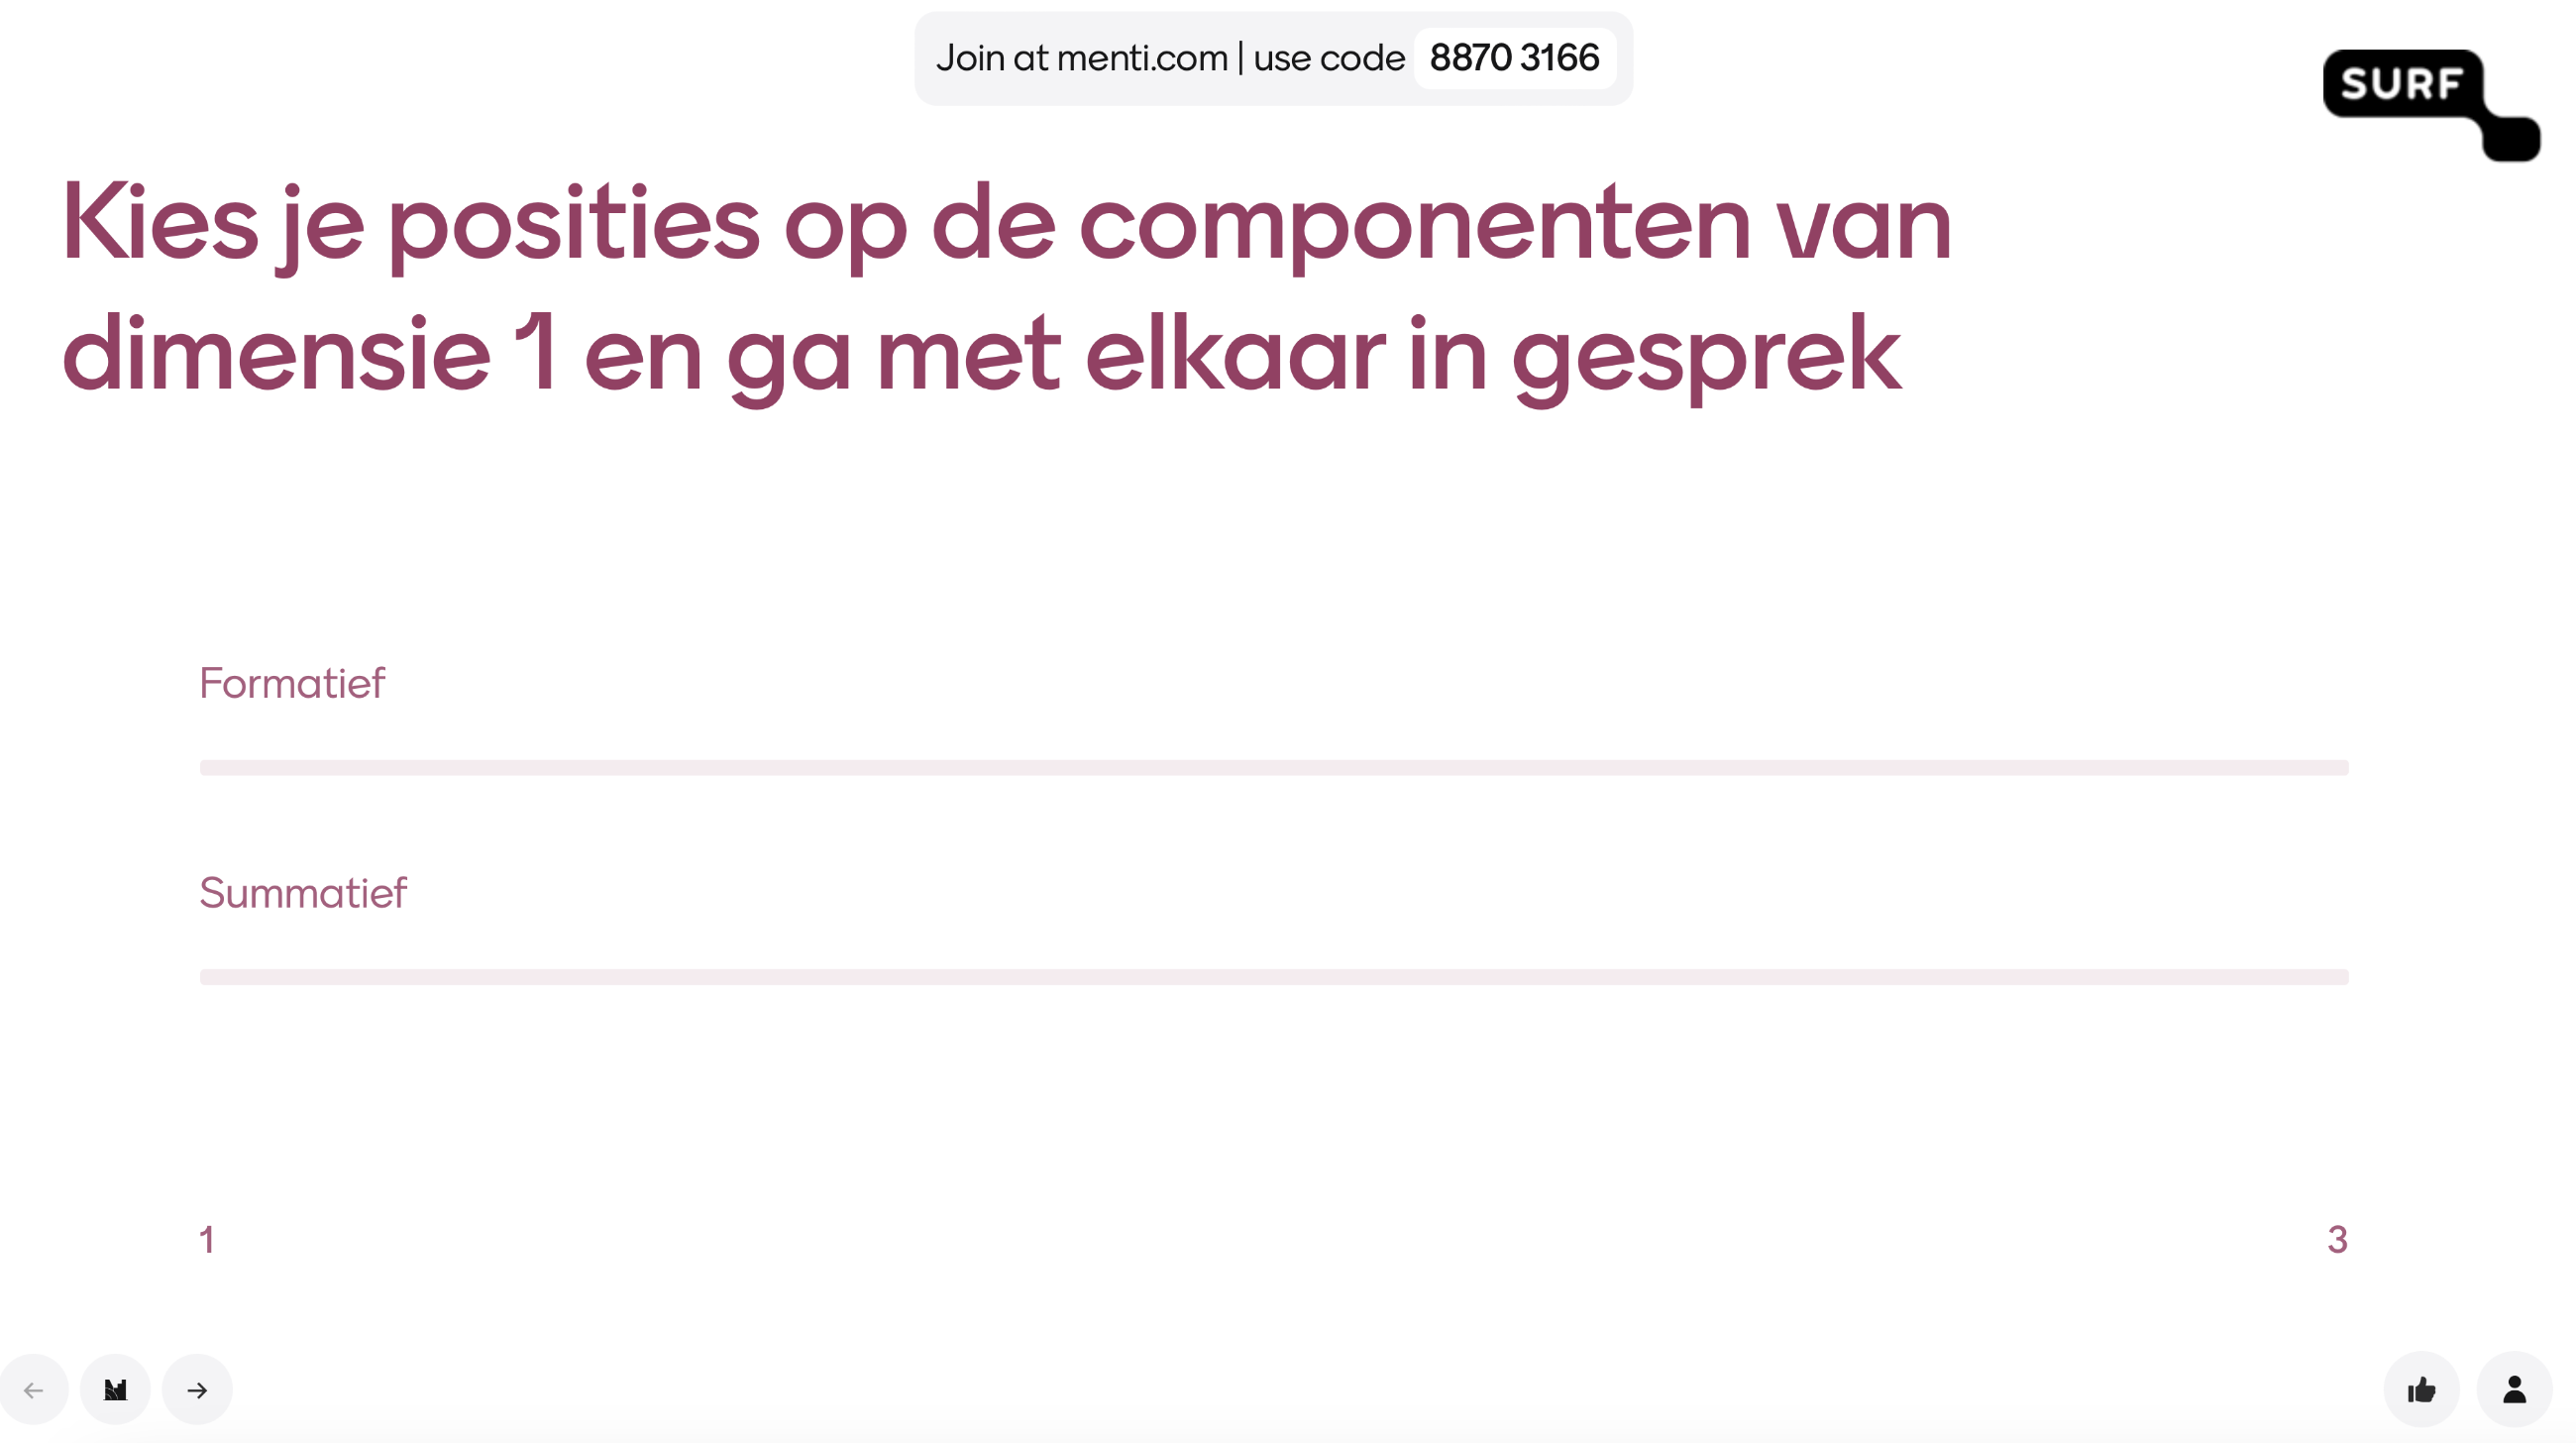 Join at menti.com | use code 8870 3166
SURF
Kies je posities op de componenten van
dimensie 1 en ga met elkaar in gesprek
Formatief
Summatief
1 3